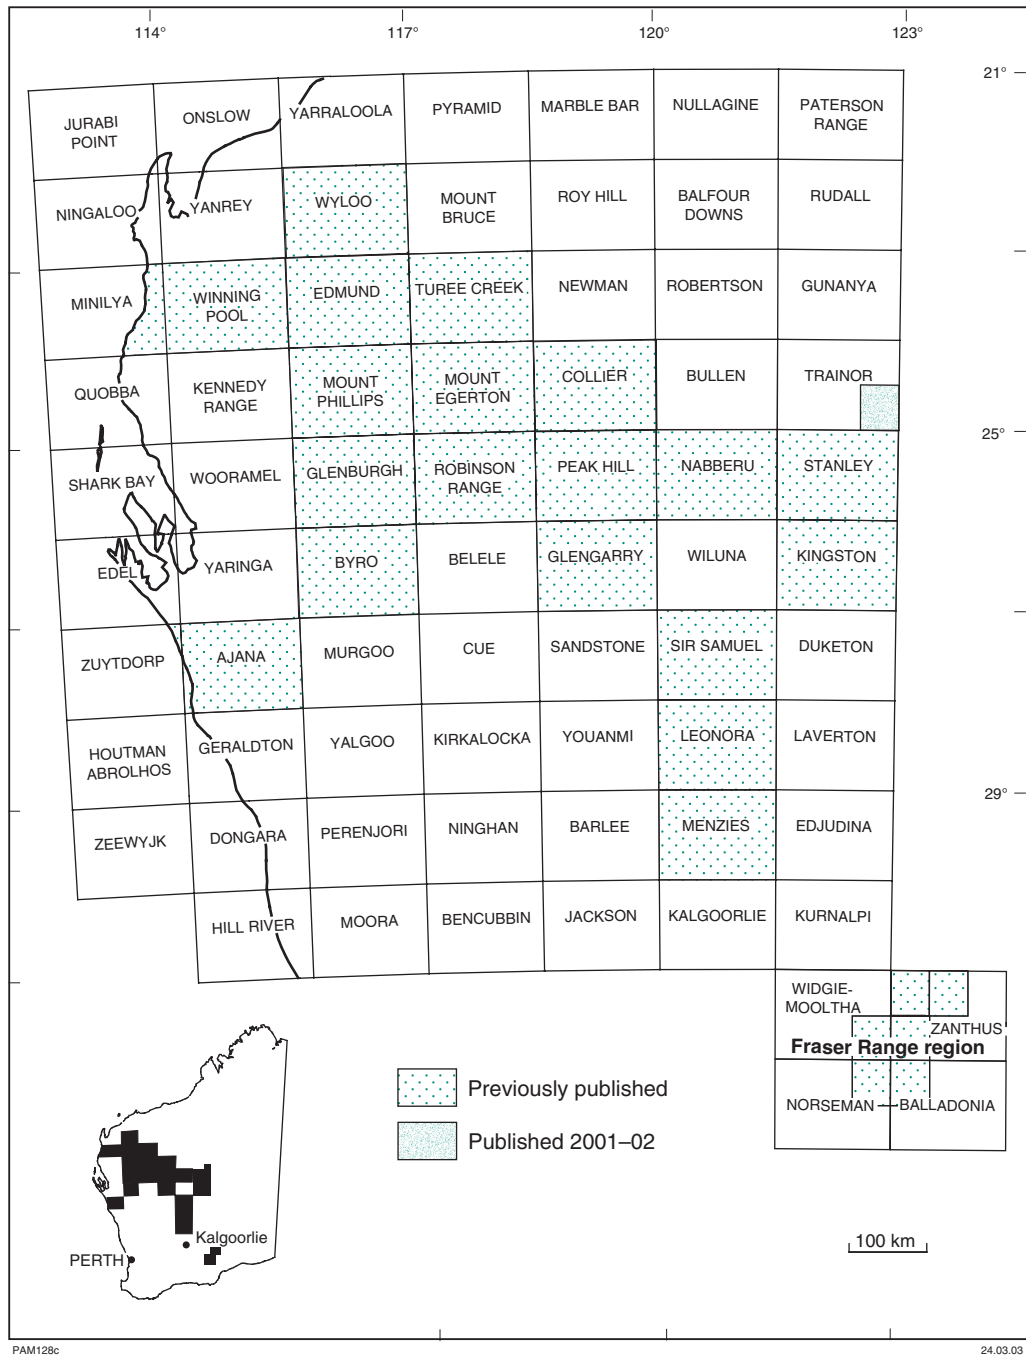 114° 117° 120° 123°
21°
JURABI
POINT
ONSLOW
YARRALOOLA
PYRAMID
MARBLE BAR
NULLAGINE
PATERSON
RANGE
NINGALOO
YANREY
WYLOO
MOUNT
BRUCE
ROY HILL
BALFOUR
DOWNS
RUDALL
MINILYA
WINNING
POOL
EDMUND
TUREE CREEK
NEWMAN
ROBERTSON
GUNANYA
QUOBBA
KENNEDY
RANGE
MOUNT
PHILLIPS
MOUNT
EGERTON
COLLIER
BULLEN
TRAINOR
25°
SHARK BAY
WOORAMEL
GLENBURGH
ROBINSON
RANGE
PEAK HILL
NABBERU
STANLEY
EDEL
YARINGA
BYRO
BELELE
GLENGARRY
WILUNA
KINGSTON
ZUYTDORP
AJANA
MURGOO
CUE
SANDSTONE
SIR SAMUEL
DUKETON
HOUTMAN
ABROLHOS
GERALDTON
YALGOO
KIRKALOCKA
YOUANMI
LEONORA
LAVERTON
29°
ZEEWYJK
DONGARA
PERENJORI
NINGHAN
BARLEE
MENZIES
EDJUDINA
HILL RIVER
MOORA
BENCUBBIN
JACKSON
KALGOORLIE
KURNALPI
WIDGIE-
MOOLTHA
ZANTHUS
Fraser Range region
NORSEMAN
BALLADONIA
Previously published
Published 2001–02
Kalgoorlie
PERTH
100 km
PAM128c
24.03.03